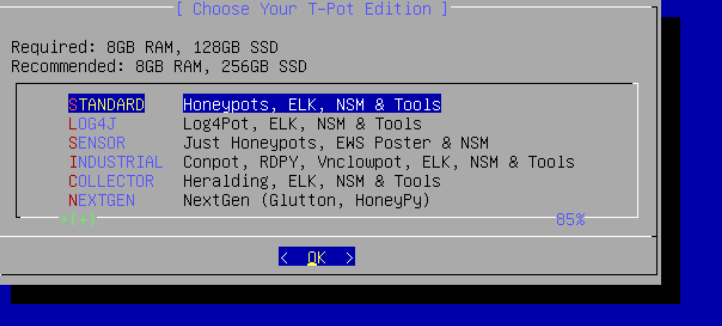 [ Choose Your T-Pot Edition ]
Required: 8GB RAM, 128GB SSD
Recommended: 8GB RAM, 256GB SSD
STANDARD Honeypots, ELK, NSM & Tools
LOG4J Log4Pot, ELK, NSM & Tools
SENSOR Just Honeypots, EWS Poster & NSM
INDUSTRIAL Conpot, RDPY, Vnclowpot, ELK, NSM & Tools
COLLECTOR Heralding, ELK, NSM & Tools
NEXTGEN NextGen (Glutton, HoneyPy)
+(+) 85%
< OK >